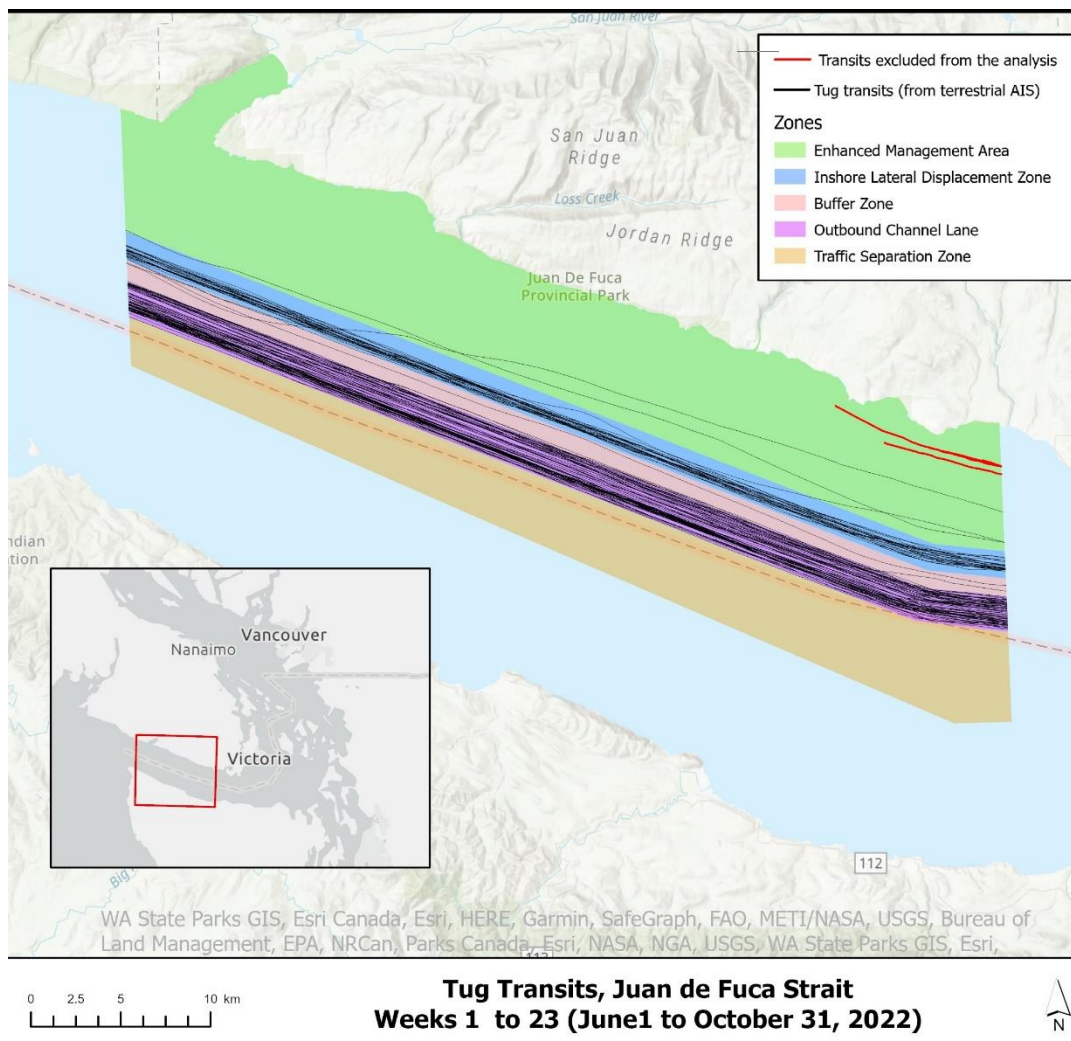 San Juan River
Transits excluded from the analysis
Tug transits (from terrestrial AIS)
Zones
Enhanced Management Area
Inshore Lateral Displacement Zone
Buffer Zone
Outbound Channel Lane
Traffic Separation Zone
San Juan
Ridge
Loss Creek
Jordan Ridge
Juan De Fuca
Provincial Park
ndian
tion
Vancouver
Nanaimo
Victoria
112
WA State Parks GIS, Esri Canada, Esri, HERE, Garmin, SafeGraph, FAO, METI/NASA, USGS, Bureau of
Land Management, EPA, NRCan, Parks Canada, Esri, NASA, NGA, USGS, WA State Parks GIS, Esri,
112
0 2.5 5 10 km
Tug Transits, Juan de Fuca Strait
Weeks 1 to 23 (June1 to October 31, 2022)
N